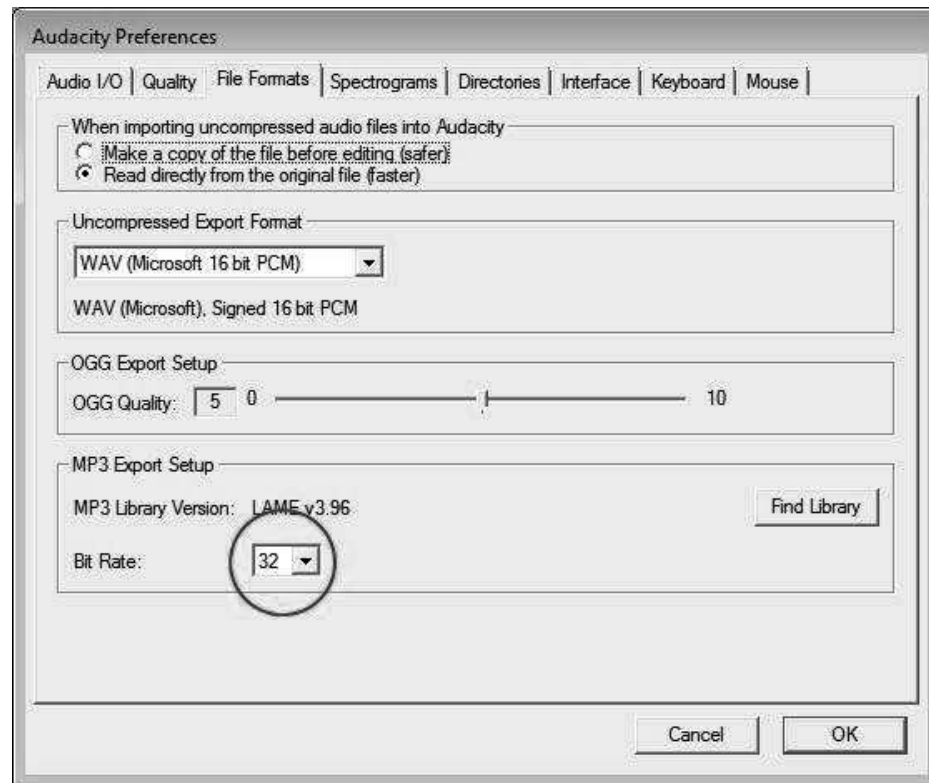 Audacity Preferences
Audio I/O Quality File Formats Spectrograms Directories Interface Keyboard Mouse
When importing uncompressed audio files into Audacity
Make a copy of the file before editing (safer)
Read directly from the original file (faster)
Uncompressed Export Format
WAV (Microsoft 16 bit PCM)
WAV (Microsoft), Signed 16 bit PCM
OGG Export Setup
OGG Quality: 5 0 10
MP3 Export Setup
MP3 Library Version: LAME v3.96 Find Library
Bit Rate: 32
Cancel OK